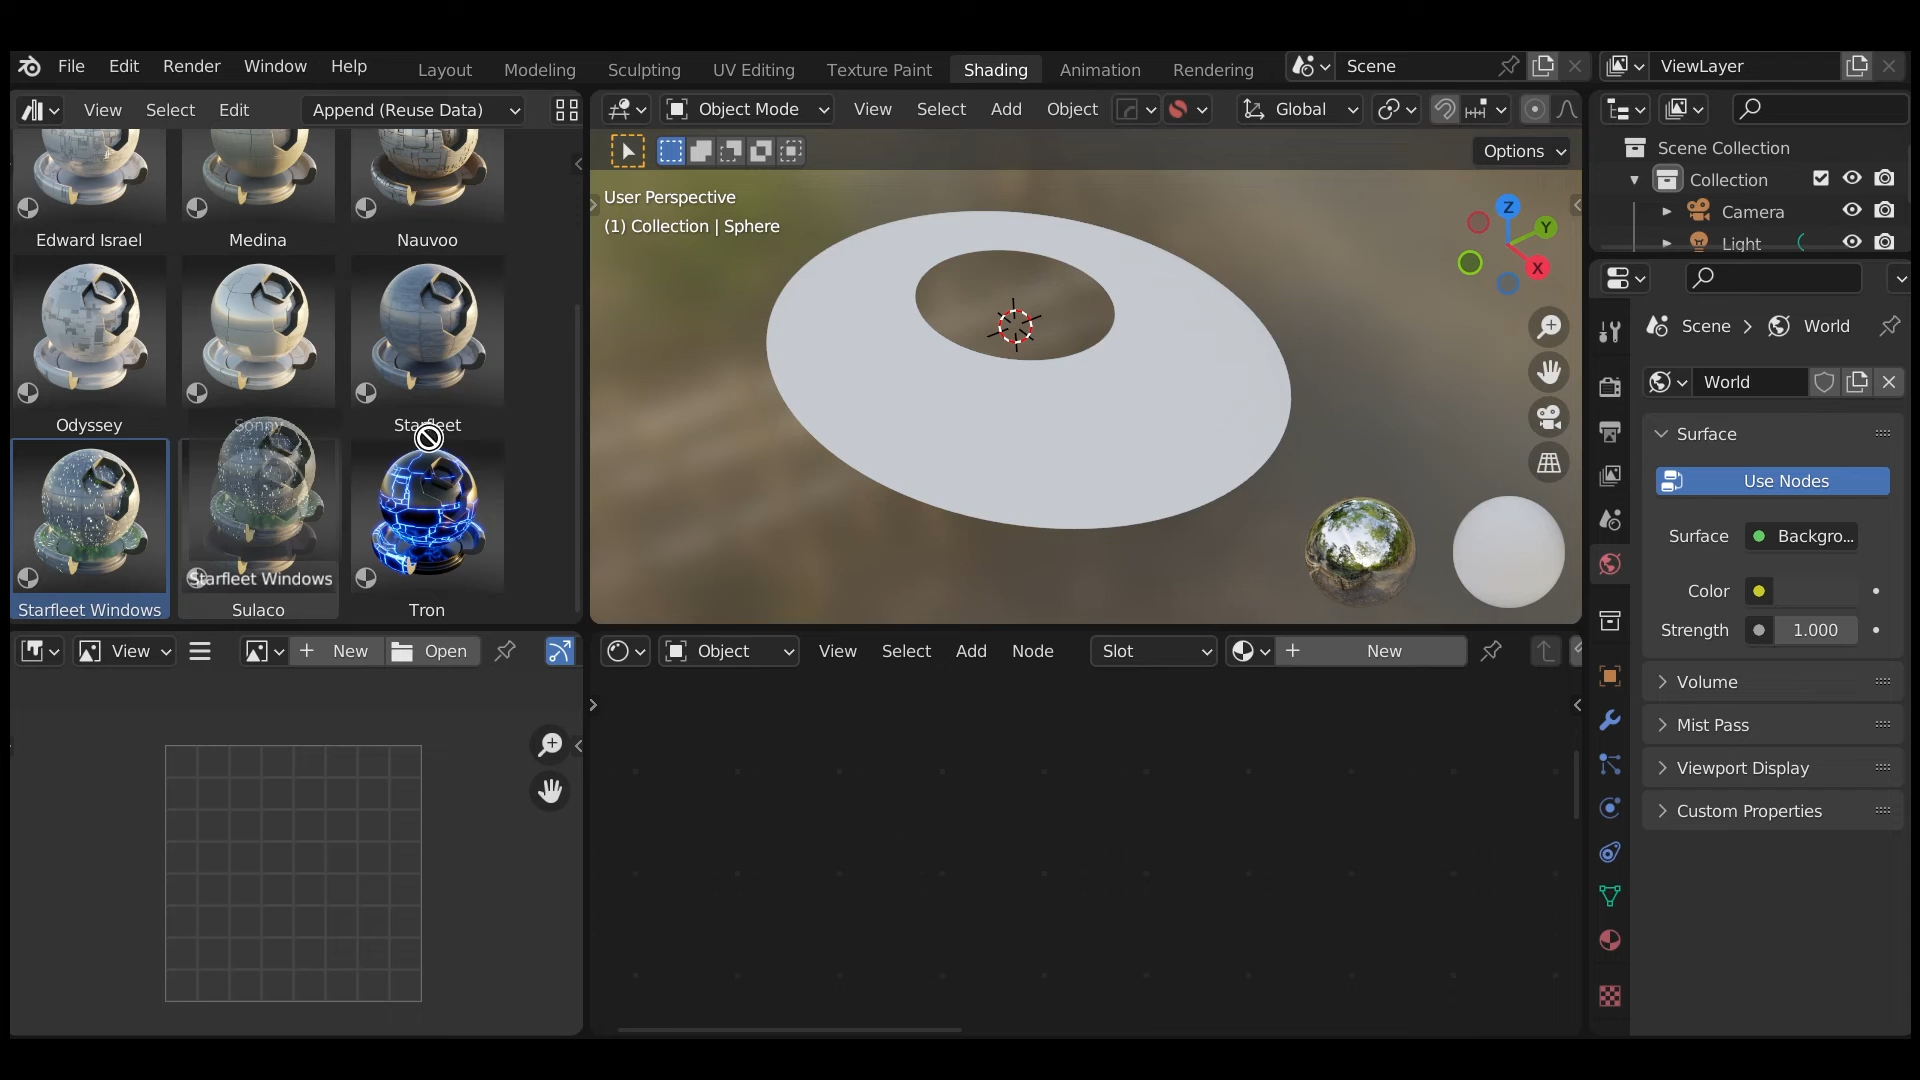 File Edit Render Window Help Layout Modeling Sculpting UV Editing Texture Paint Shading Animation Rendering Scene ViewLayer
View Select Edit Append (Reuse Data)
Object Mode View Select Add Object Global
Options
User Perspective
(1) Collection | Sphere
Z
Y
X
Edward Israel Medina Nauvoo
Odyssey Sonny Starfleet
Starfleet Windows
Starfleet Windows Sulaco Tron
Scene Collection
Collection
Camera
Light
Scene World
World
Surface
Use Nodes
Surface Backgro...
Color
Strength 1.000
Volume
Mist Pass
Viewport Display
Custom Properties
View New Open
Object View Select Add Node Slot New